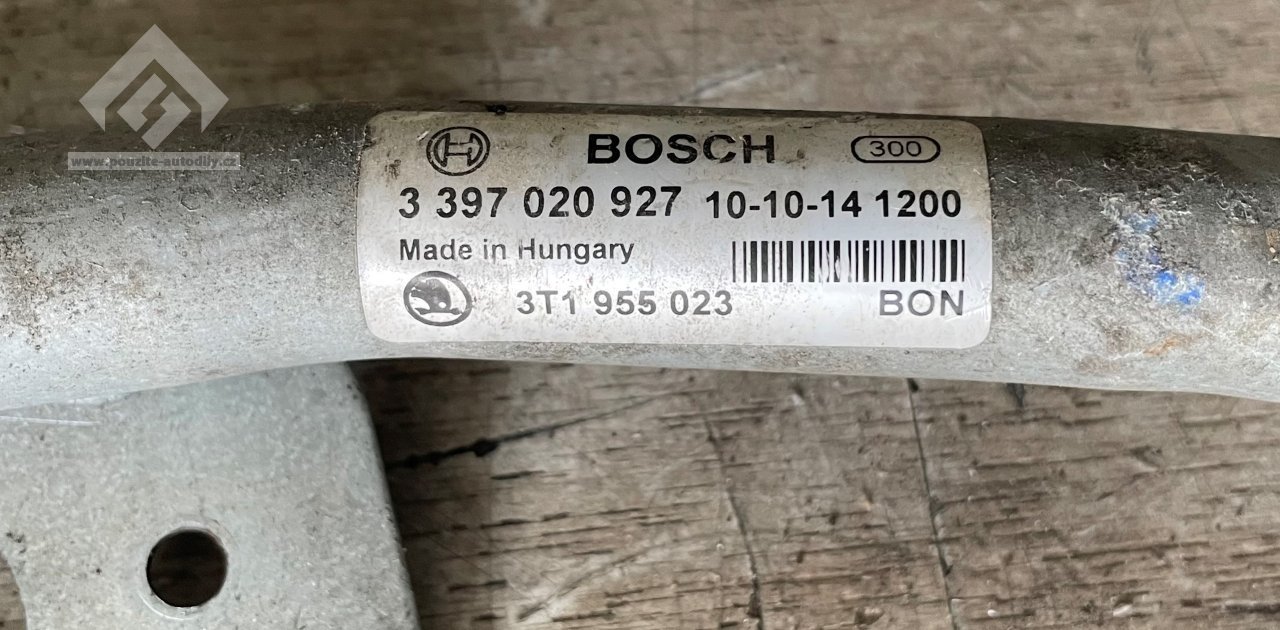 www.pouzite-autodily.cz
BOSCH 300
3 397 020 927 10-10-14 1200
Made in Hungary
3T1 955 023 BON